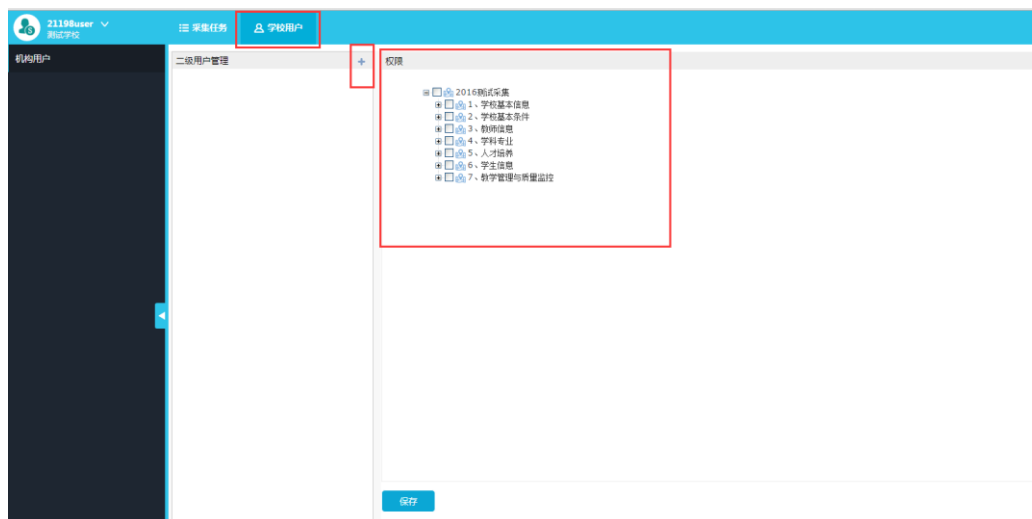 21198user
测试学校
采集任务
学校用户
机构用户
二级用户管理
+
权限
2016测试采集
1、学校基本信息
2、学校基本条件
3、教师信息
4、学科专业
5、人才培养
6、学生信息
7、教学管理与质量监控
保存